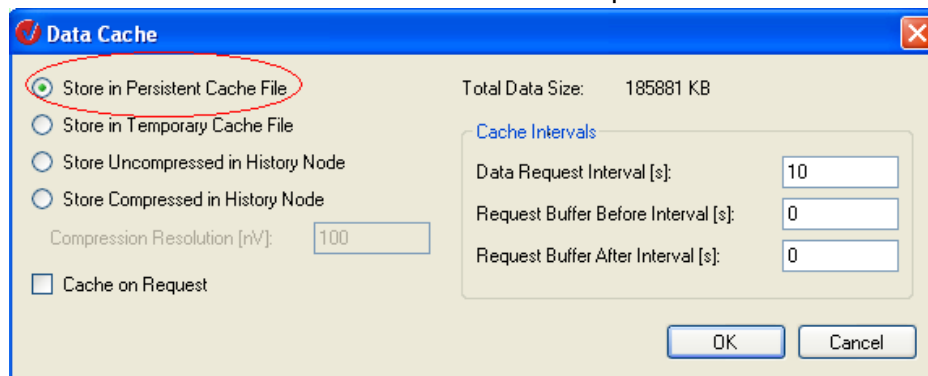 Data Cache
Store in Persistent Cache File
Store in Temporary Cache File
Store Uncompressed in History Node
Store Compressed in History Node
Compression Resolution [nV]: 100
Cache on Request
Total Data Size: 185881 KB
Cache Intervals
Data Request Interval [s]: 10
Request Buffer Before Interval [s]: 0
Request Buffer After Interval [s]: 0
OK Cancel